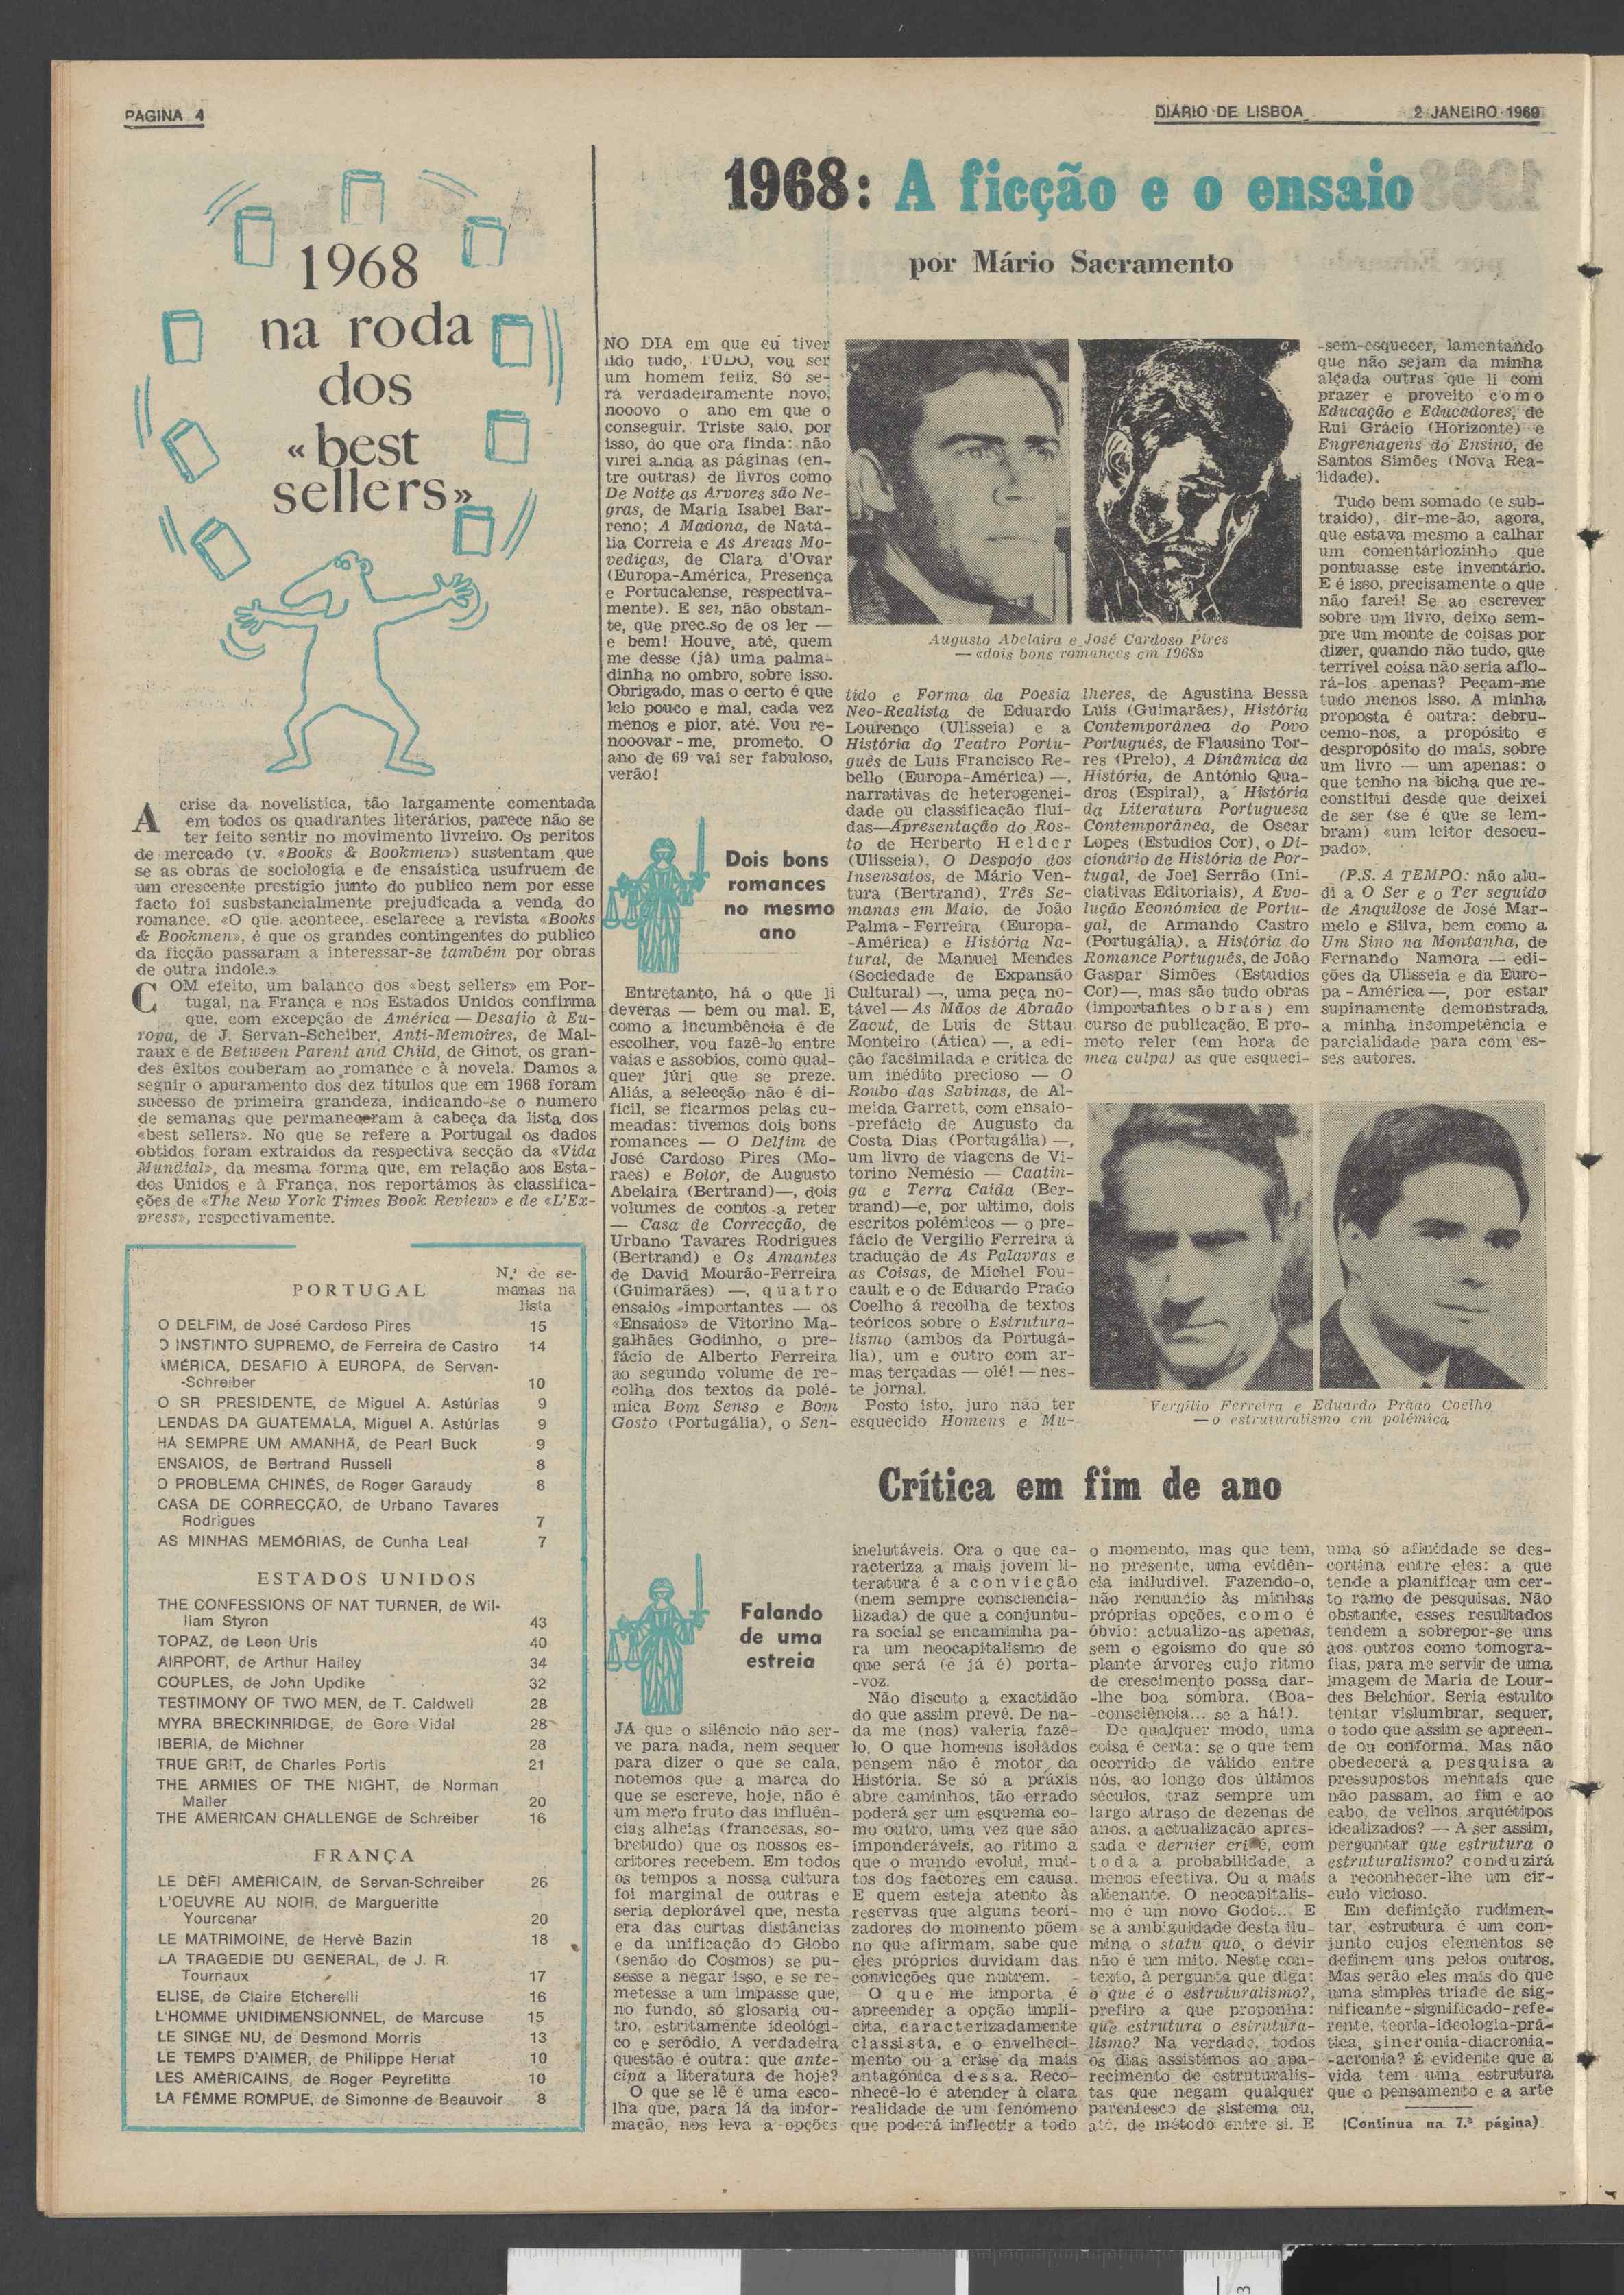 PAGINA 4
DIÁRIO DE LISBOA
2 JANEIRO 1969
1968
na roda
dos
«best
sellers»
A crise da novelística, tão largamente comentada
em todos os quadrantes literários, parece não se
ter feito sentir no movimento livreiro. Os peritos
de mercado (v. «Books & Bookmen») sustentam que
se as obras de sociologia e de ensaística usufruem de
um crescente prestígio junto do publico nem por esse
facto foi susbstancialmente prejudicada a venda do
romance. «O que acontece, esclarece a revista «Books
& Bookmen», é que os grandes contingentes do publico
da ficção passaram a interessar-se também por obras
de outra indole.»
COM efeito, um balanço dos «best sellers» em Por-
tugal, na França e nos Estados Unidos confirma
que, com excepção de América — Desafio à Eu-
ropa, de J. Servan-Scheiber, Anti-Memoires, de Mal-
raux e de Between Parent and Child, de Ginot, os gran-
des êxitos couberam ao romance e à novela. Damos a
seguir o apuramento dos dez títulos que em 1968 foram
sucesso de primeira grandeza, indicando-se o numero
de semanas que permaneceram à cabeça da lista dos
«best sellers». No que se refere a Portugal os dados
obtidos foram extraidos da respectiva secção da «Vida
Mundial», da mesma forma que, em relação aos Esta-
dos Unidos e à França, nos reportámos às classifica-
ções de «The New York Times Book Review» e de «L'Ex-
press», respectivamente.
PORTUGAL
N.º de se-
manas na
lista
O DELFIM, de José Cardoso Pires 15
O INSTINTO SUPREMO, de Ferreira de Castro 14
AMÉRICA, DESAFIO À EUROPA, de Servan-
-Schreiber 10
O SR PRESIDENTE, de Miguel A. Astúrias 9
LENDAS DA GUATEMALA, Miguel A. Astúrias 9
HÁ SEMPRE UM AMANHÃ, de Pearl Buck 9
ENSAIOS, de Bertrand Russell 8
O PROBLEMA CHINÊS, de Roger Garaudy 8
CASA DE CORRECÇÃO, de Urbano Tavares
Rodrigues 7
AS MINHAS MEMÓRIAS, de Cunha Leal 7
ESTADOS UNIDOS
THE CONFESSIONS OF NAT TURNER, de Wil-
liam Styron 43
TOPAZ, de Leon Uris 40
AIRPORT, de Arthur Hailey 34
COUPLES, de John Updike 32
TESTIMONY OF TWO MEN, de T. Caldwell 28
MYRA BRECKINRIDGE, de Gore Vidal 28
IBERIA, de Michner 28
TRUE GRIT, de Charles Portis 21
THE ARMIES OF THE NIGHT, de Norman
Mailer 20
THE AMERICAN CHALLENGE de Schreiber 16
FRANÇA
LE DÈFI AMÈRICAIN, de Servan-Schreiber 26
L'OEUVRE AU NOIR, de Margueritte
Yourcenar 20
LE MATRIMOINE, de Hervè Bazin 18
LA TRAGEDIE DU GENERAL, de J. R.
Tournaux 17
ELISE, de Claire Etcherelli 16
L'HOMME UNIDIMENSIONNEL, de Marcuse 15
LE SINGE NU, de Desmond Morris 13
LE TEMPS D'AIMER, de Philippe Heriat 10
LES AMÈRICAINS, de Roger Peyrefitte 10
LA FEMME ROMPUE, de Simonne de Beauvoir 8
1968: A ficção e o ensaio
por Mário Sacramento
NO DIA em que eu tiver
lido tudo, TUDO, vou ser
um homem feliz. Só se-
rá verdadeiramente novo,
nooovo o ano em que o
conseguir. Triste saio, por
isso, do que ora finda: não
virei ainda as páginas (en-
tre outras) de livros como
De Noite as Arvores são Ne-
gras, de Maria Isabel Bar-
reno; A Madona, de Natá-
lia Correia e As Areias Mo-
vediças, de Clara d'Ovar
(Europa-América, Presença
e Portucalense, respectiva-
mente). E sei, não obstan-
te, que preciso de os ler —
e bem! Houve, até, quem
me desse (já) uma palma-
dinha no ombro, sobre isso.
Obrigado, mas o certo é que
leio pouco e mal, cada vez
menos e pior, até. Vou re-
nooovar-me, prometo. O
ano de 69 vai ser fabuloso,
verão!
Dois bons
romances
no mesmo
ano
Entretanto, há o que li
deveras — bem ou mal. E,
como a incumbência é de
escolher, vou fazê-lo entre
vaias e assobios, como qual-
quer júri que se preze.
Aliás, a selecção não é di-
fícil, se ficarmos pelas cu-
meadas: tivemos dois bons
romances — O Delfim de
José Cardoso Pires (Mo-
raes) e Bolor, de Augusto
Abelaira (Bertrand)—, dois
volumes de contos a reter
— Casa de Correcção, de
Urbano Tavares Rodrigues
(Bertrand) e Os Amantes
de David Mourão-Ferreira
(Guimarães) —, quatro
ensaios importantes — os
«Ensaios» de Vitorino Ma-
galhães Godinho, o pre-
fácio de Alberto Ferreira
ao segundo volume de re-
colha dos textos da polé-
mica Bom Senso e Bom
Gosto (Portugália), o Sen-
Augusto Abelaira e José Cardoso Pires
— «dois bons romances em 1968»
tido e Forma da Poesia
Neo-Realista de Eduardo
Lourenço (Ulisseia) e a
História do Teatro Portu-
guês de Luis Francisco Re-
bello (Europa-América) —,
narrativas de heterogenei-
dade ou classificação flui-
das—Apresentação do Ros-
to de Herberto Helder
(Ulisseia), O Despojo dos
Insensatos, de Mário Ven-
tura (Bertrand), Três Se-
manas em Maio, de João
Palma-Ferreira (Europa-
-América) e História Na-
tural, de Manuel Mendes
(Sociedade de Expansão
Cultural) —, uma peça no-
tável — As Mãos de Abraão
Zacut, de Luis de Sttau
Monteiro (Ática) —, a edi-
ção facsimilada e critica de
um inédito precioso — O
Roubo das Sabinas, de Al-
meida Garrett, com ensaio-
-prefácio de Augusto da
Costa Dias (Portugália) —,
um livro de viagens de Vi-
torino Nemésio — Caatin-
ga e Terra Caída (Ber-
trand)—e, por ultimo, dois
escritos polémicos — o pre-
fácio de Vergílio Ferreira á
tradução de As Palavras e
as Coisas, de Michel Fou-
cault e o de Eduardo Prado
Coelho á recolha de textos
teóricos sobre o Estrutura-
lismo (ambos da Portugá-
lia), um e outro com ar-
mas terçadas — olé! — nes-
te jornal.
Posto isto, juro não ter
esquecido Homens e Mu-
lheres, de Agustina Bessa
Luís (Guimarães), História
Contemporânea do Povo
Português, de Flausino Tor-
res (Prelo), A Dinâmica da
História, de António Qua-
dros (Espiral), a História
da Literatura Portuguesa
Contemporânea, de Oscar
Lopes (Estudios Cor), o Di-
cionário de História de Por-
tugal, de Joel Serrão (Ini-
ciativas Editoriais), A Evo-
lução Económica de Portu-
gal, de Armando Castro
(Portugália), a História do
Romance Português, de João
Gaspar Simões (Estudios
Cor)—, mas são tudo obras
(importantes obras) em
curso de publicação. E pro-
meto reler (em hora de
mea culpa) as que esqueci-
-sem-esquecer, lamentando
que não sejam da minha
alçada outras que li com
prazer e proveito como
Educação e Educadores, de
Rui Grácio (Horizonte) e
Engrenagens do Ensino, de
Santos Simões (Nova Rea-
lidade).
Tudo bem somado (e sub-
traído), dir-me-ão, agora,
que estava mesmo a calhar
um comentáriozinho que
pontuasse este inventário.
E é isso, precisamente o que
não farei! Se ao escrever
sobre um livro, deixo sem-
pre um monte de coisas por
dizer, quando não tudo, que
terrível coisa não seria aflo-
rá-los apenas? Peçam-me
tudo menos isso. A minha
proposta é outra: debru-
cemo-nos, a propósito e
despropósito do mais, sobre
um livro — um apenas: o
que tenho na bicha que re-
constitui desde que deixei
de ser (se é que se lem-
bram) «um leitor desocu-
pado».
(P.S. A TEMPO: não alu-
di a O Ser e o Ter seguido
de Anquilose de José Mar-
melo e Silva, bem como a
Um Sino na Montanha, de
Fernando Namora — edi-
ções da Ulisseia e da Euro-
pa-América—, por estar
supinamente demonstrada
a minha incompetência e
parcialidade para com es-
ses autores.
Vergílio Ferreira e Eduardo Prado Coelho
— o estruturalismo em polémica
Crítica em fim de ano
Falando
de uma
estreia
JÁ que o silêncio não ser-
ve para nada, nem sequer
para dizer o que se cala,
notemos que a marca do
que se escreve, hoje, não é
um mero fruto das influên-
cias alheias (francesas, so-
bretudo) que os nossos es-
critores recebem. Em todos
os tempos a nossa cultura
foi marginal de outras e
seria deplorável que, nesta
era das curtas distâncias
e da unificação do Globo
(senão do Cosmos) se pu-
sesse a negar isso, e se re-
metesse a um impasse que,
no fundo, só glosaria ou-
tro, estritamente ideológi-
co e serôdio. A verdadeira
questão é outra: que ante-
cipa a literatura de hoje?
O que se lê é uma esco-
lha que, para lá da infor-
mação, nos leva a opções
inelutáveis. Ora o que ca-
racteriza a mais jovem li-
teratura é a convicção
(nem sempre consciencia-
lizada) de que a conjuntu-
ra social se encaminha pa-
ra um neocapitalismo de
que será (e já é) porta-
-voz.
Não discuto a exactidão
do que assim prevê. De na-
da me (nos) valeria fazê-
lo. O que homens isolados
pensem não é motor da
História. Se só a práxis
abre caminhos, tão errado
poderá ser um esquema co-
mo outro, uma vez que são
imponderáveis, ao ritmo a
que o mundo evolui, mui-
tos dos factores em causa.
E quem esteja atento às
reservas que alguns teori-
zadores do momento põem
no que afirmam, sabe que
eles próprios duvidam das
convicções que nutrem.
O que me importa é
apreender a opção implí-
cita, caracterizadamente
classista, e o envelheci-
mento ou a crise da mais
antagónica dessa. Reco-
nhecê-lo é atender à clara
realidade de um fenómeno
que poderá inflectir a todo
o momento, mas que tem,
no presente, uma evidên-
cia iniludível. Fazendo-o,
não renuncio às minhas
próprias opções, como é
óbvio: actualizo-as apenas,
sem o egoísmo do que só
plante árvores cujo ritmo
de crescimento possa dar-
-lhe boa sombra. (Boa-
-consciência... se a há!).
De qualquer modo, uma
coisa é certa: se o que tem
ocorrido de válido entre
nós, ao longo dos últimos
séculos, traz sempre um
largo atraso de dezenas de
anos, a actualização apres-
sada e dernier cri é, com
toda a probabilidade, a
menos efectiva. Ou a mais
alienante. O neocapitalis-
mo é um novo Godot... E
se a ambiguidade desta ilu-
mina o statu quo, o devir
não é um mito. Neste con-
texto, à pergunta que diga:
o que é o estruturalismo?,
prefiro a que proponha:
que estrutura o estrutura-
lismo? Na verdade, todos
os dias assistimos ao apa-
recimento de estruturalis-
tas que negam qualquer
parentesco de sistema ou,
até, de método entre si. E
uma só afinidade se des-
cortina entre eles: a que
tende a planificar um cer-
to ramo de pesquisas. Não
obstante, esses resultados
tendem a sobrepor-se uns
aos outros como tomogra-
fias, para me servir de uma
imagem de Maria de Lour-
des Belchior. Seria estulto
tentar vislumbrar, sequer,
o todo que assim se apreen-
de ou conforma. Mas não
obedecerá a pesquisa a
pressupostos mentais que
não passam, ao fim e ao
cabo, de velhos arquétipos
idealizados? — A ser assim,
perguntar que estrutura o
estruturalismo? conduzirá
a reconhecer-lhe um cír-
culo vicioso.
Em definição rudimen-
tar, estrutura é um con-
junto cujos elementos se
definem uns pelos outros.
Mas serão eles mais do que
uma simples tríade de sig-
nificante-significado-refe-
rente, teoria-ideologia-prá-
tica, sincronia-diacronia-
-acronia? É evidente que a
vida tem uma estrutura
que o pensamento e a arte
(Continua na 7.ª página)